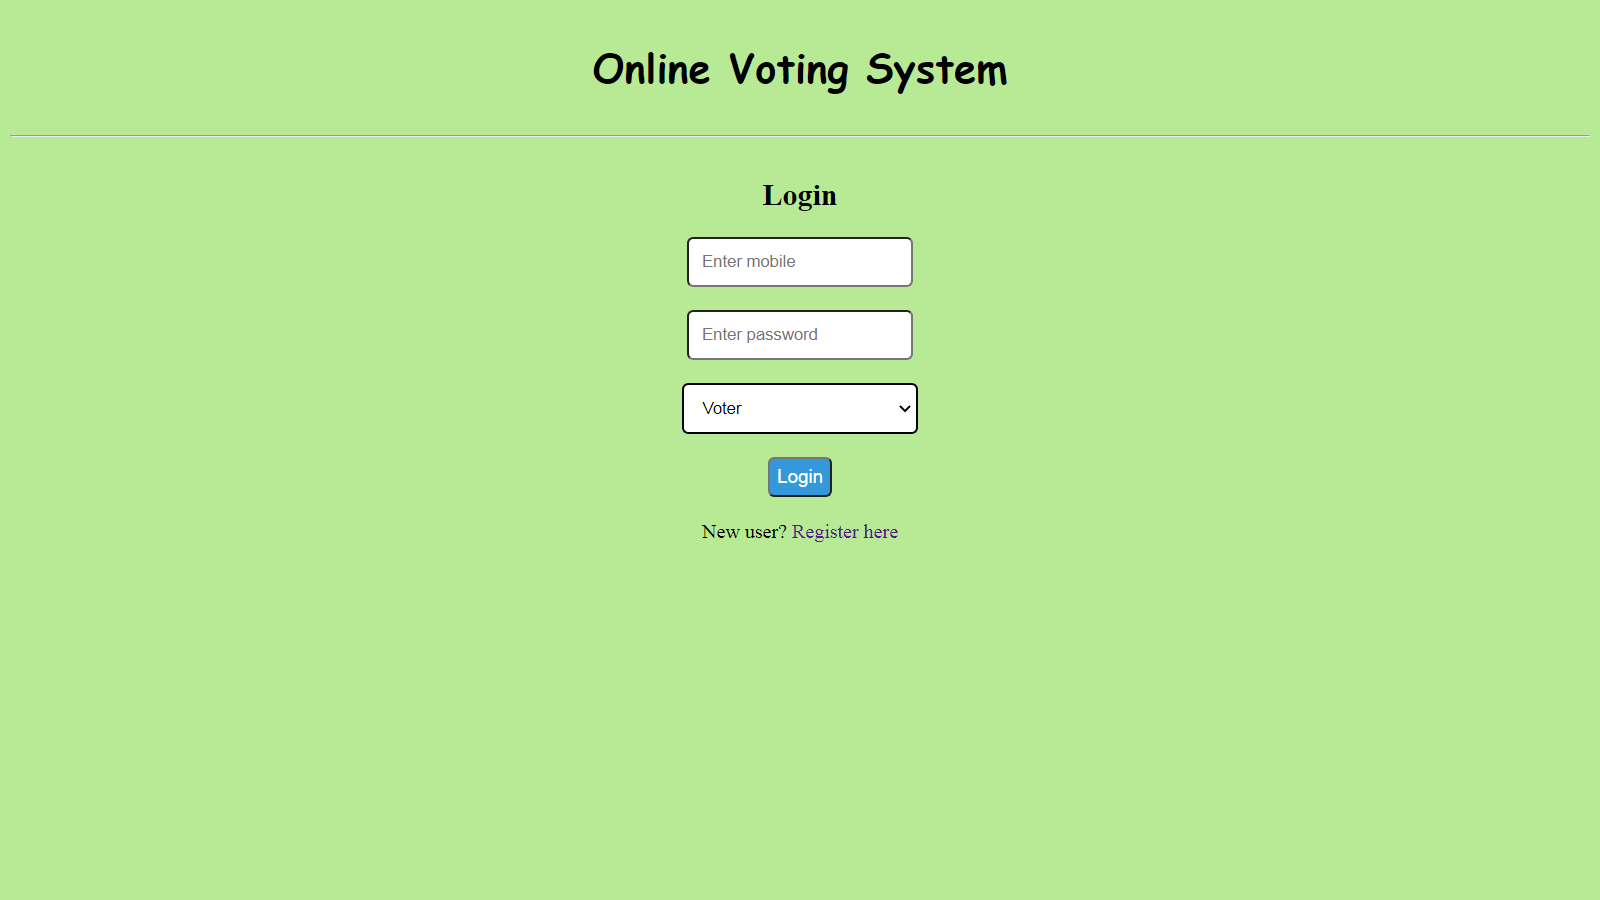 Online Voting System
Login
Enter mobile
Enter password
Voter
Login
New user? Register here